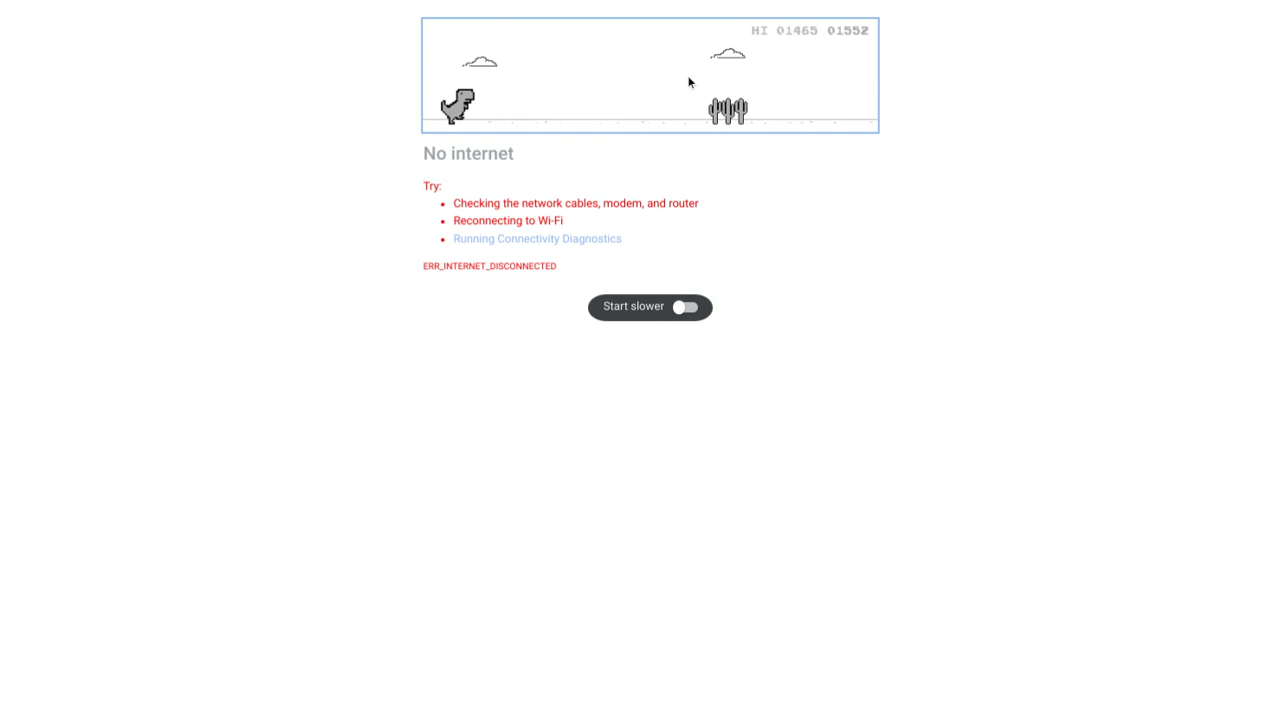 HI 01465 01552
No internet
Try:
• Checking the network cables, modem, and router
• Reconnecting to Wi-Fi
• Running Connectivity Diagnostics
ERR_INTERNET_DISCONNECTED
Start slower